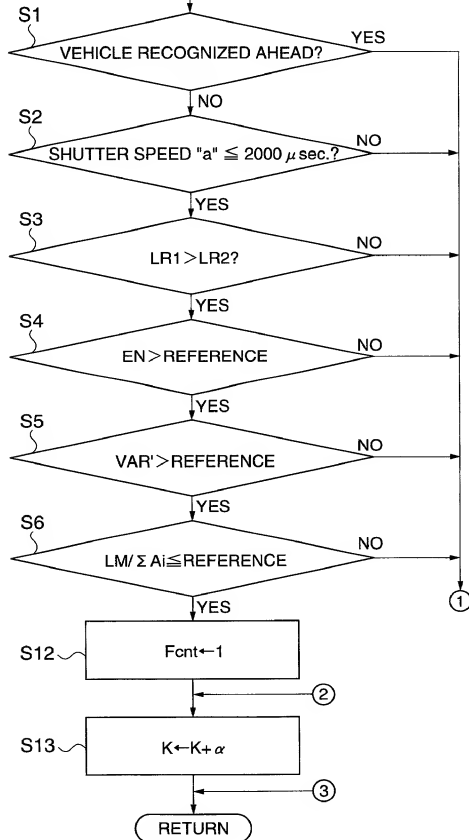 S1
VEHICLE RECOGNIZED AHEAD?
YES
NO
S2
SHUTTER SPEED "a" ≦ 2000 μ sec.?
NO
YES
S3
LR1>LR2?
NO
YES
S4
EN>REFERENCE
NO
YES
S5
VAR'>REFERENCE
NO
YES
S6
LM/ΣAi≦REFERENCE
NO
YES
①
S12
Fcnt←1
②
S13
K←K+α
③
RETURN